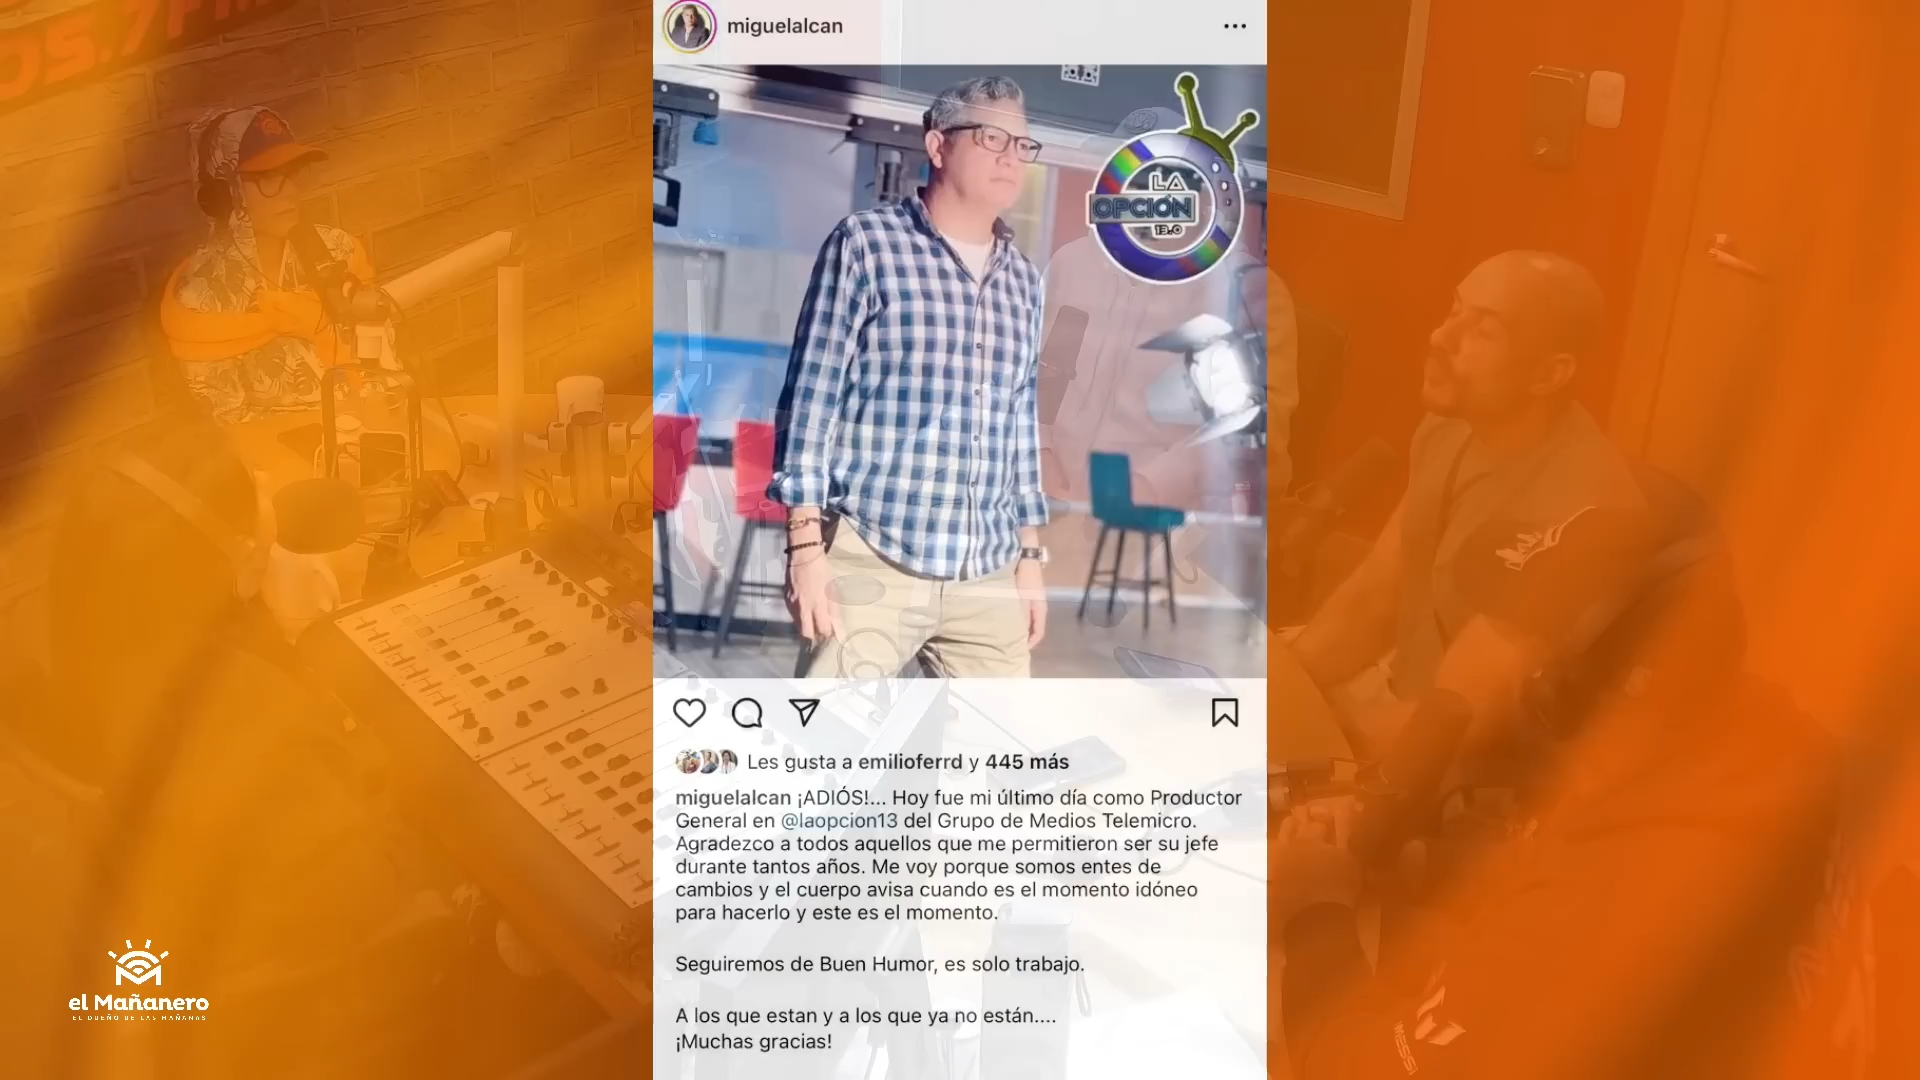 05.7FM
miguelalcan
LA
OPCIÓN
13.0
Les gusta a emilioferrd y 445 más
miguelalcan ¡ADIÓS!... Hoy fue mi último día como Productor
General en @laopcion13 del Grupo de Medios Telemicro.
Agradezco a todos aquellos que me permitieron ser su jefe
durante tantos años. Me voy porque somos entes de
cambios y el cuerpo avisa cuando es el momento idóneo
para hacerlo y este es el momento.
Seguiremos de Buen Humor, es solo trabajo.
A los que estan y a los que ya no están....
¡Muchas gracias!
el Mañanero
EL DUEÑO DE LAS MAÑANAS
MESSI